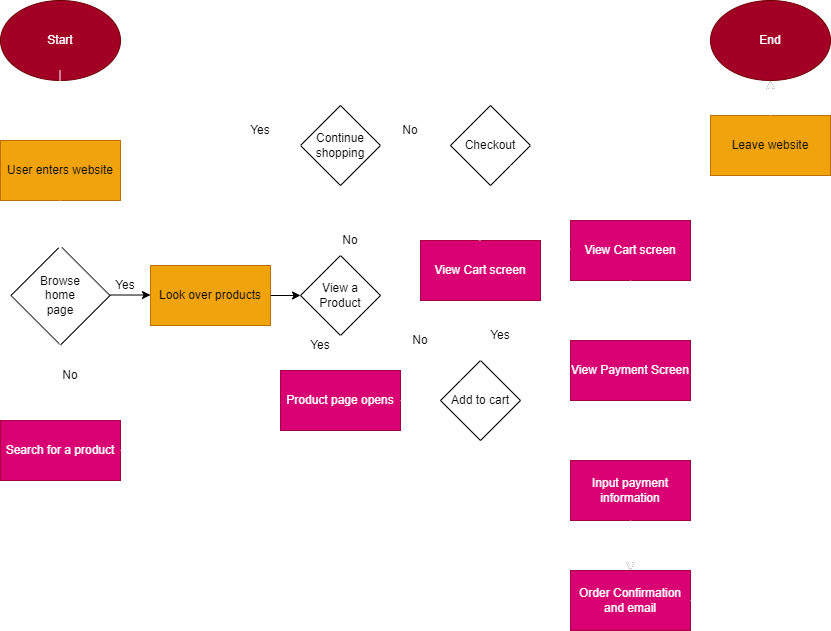 Start
End
Yes
Continue
shopping
No
Checkout
Leave website
User enters website
No
View Cart screen
View Cart screen
Browse
home
page
Yes
Look over products
View a
Product
Yes
No
Yes
View Payment Screen
No
Product page opens
Add to cart
Search for a product
Input payment
information
Order Confirmation
and email